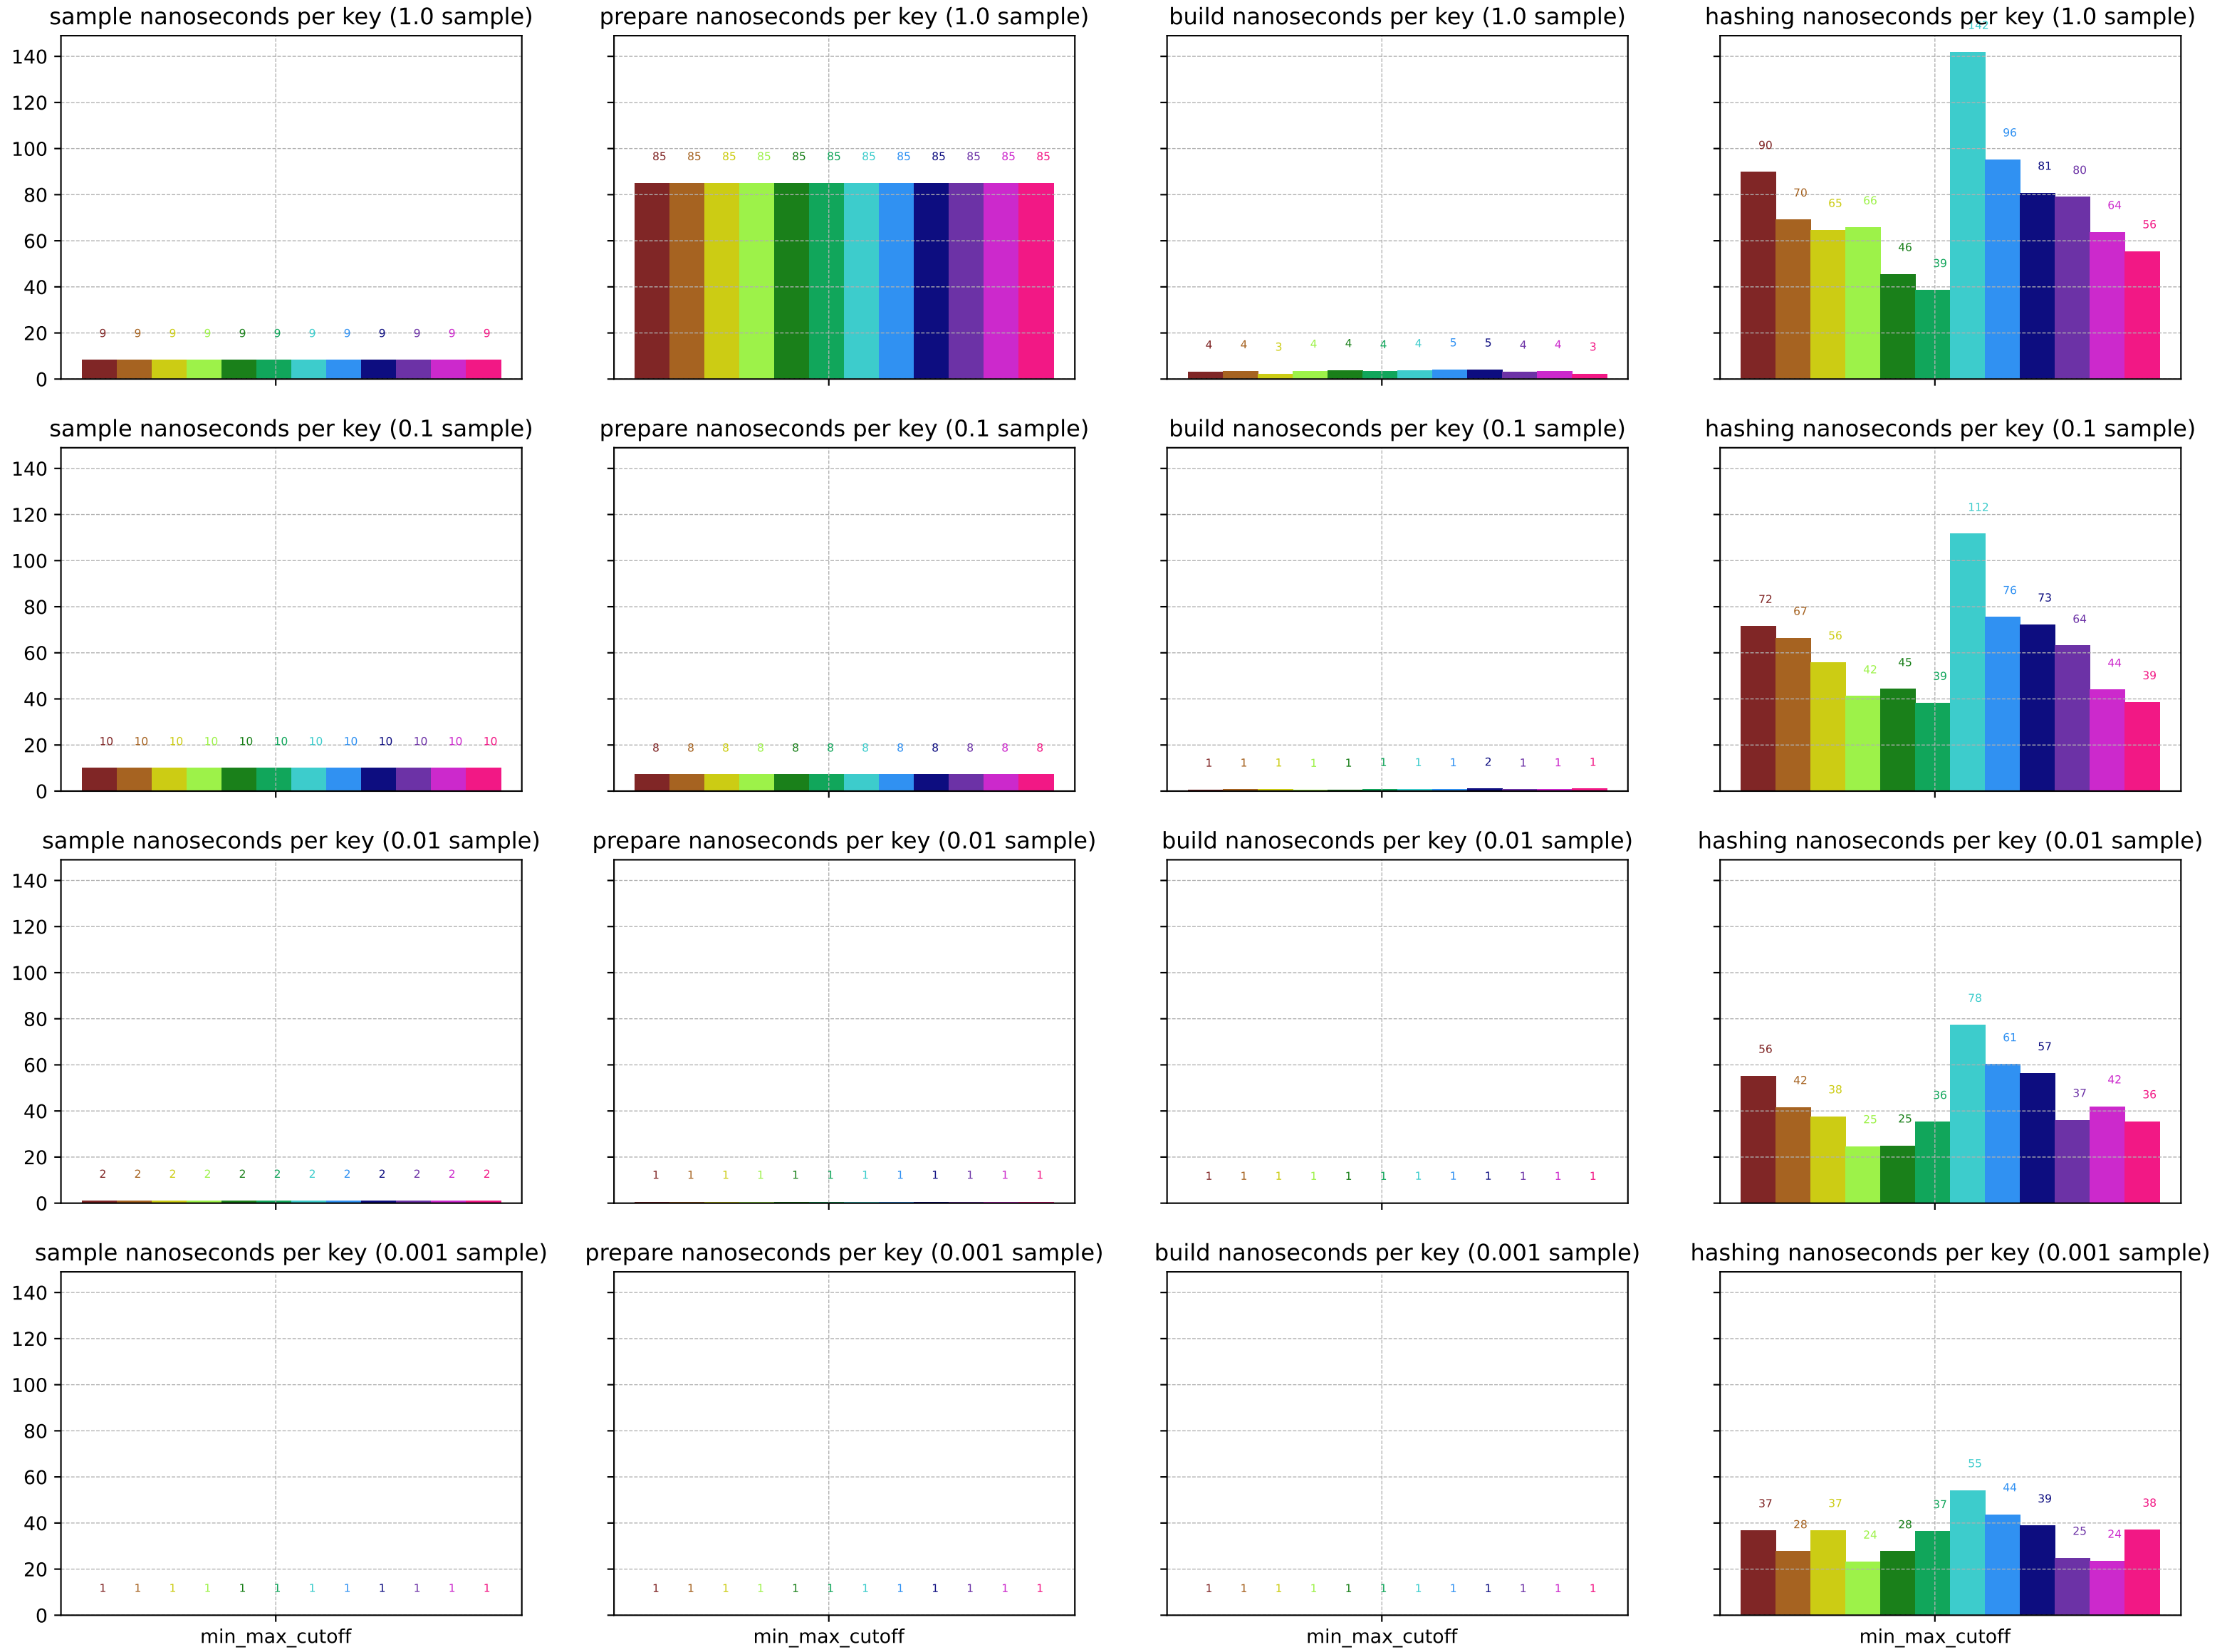 sample nanoseconds per key (1.0 sample)
140
120
100
80
60
40
20
0
9 9 9 9 9 9 9 9 9 9 9 9
prepare nanoseconds per key (1.0 sample)
85 85 85 85 85 85 85 85 85 85 85 85
build nanoseconds per key (1.0 sample)
4 4 3 4 4 4 4 5 5 4 4 3
hashing nanoseconds per key (1.0 sample)
90 70 65 66 46 39 142 96 81 80 64 56
sample nanoseconds per key (0.1 sample)
140
120
100
80
60
40
20
0
10 10 10 10 10 10 10 10 10 10 10 10
prepare nanoseconds per key (0.1 sample)
8 8 8 8 8 8 8 8 8 8 8 8
build nanoseconds per key (0.1 sample)
1 1 1 1 1 1 1 1 2 1 1 1
hashing nanoseconds per key (0.1 sample)
72 67 56 42 45 39 112 76 73 64 44 39
sample nanoseconds per key (0.01 sample)
140
120
100
80
60
40
20
0
2 2 2 2 2 2 2 2 2 2 2 2
prepare nanoseconds per key (0.01 sample)
1 1 1 1 1 1 1 1 1 1 1 1
build nanoseconds per key (0.01 sample)
1 1 1 1 1 1 1 1 1 1 1 1
hashing nanoseconds per key (0.01 sample)
56 42 38 25 25 36 78 61 57 37 42 36
sample nanoseconds per key (0.001 sample)
140
120
100
80
60
40
20
0
1 1 1 1 1 1 1 1 1 1 1 1
min_max_cutoff
prepare nanoseconds per key (0.001 sample)
1 1 1 1 1 1 1 1 1 1 1 1
min_max_cutoff
build nanoseconds per key (0.001 sample)
1 1 1 1 1 1 1 1 1 1 1 1
min_max_cutoff
hashing nanoseconds per key (0.001 sample)
37 28 37 24 28 37 55 44 39 25 24 38
min_max_cutoff